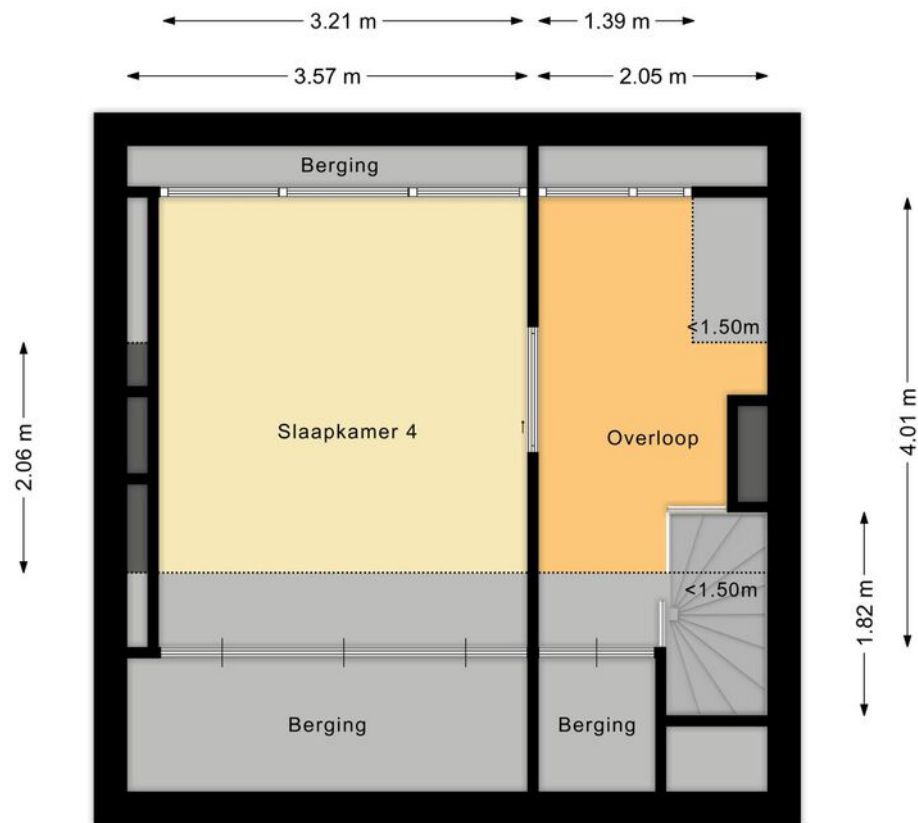 3.21 m
1.39 m
3.57 m
2.05 m
Berging
<1.50m
2.06 m
4.01 m
Slaapkamer 4
Overloop
<1.50m
1.82 m
Berging
Berging